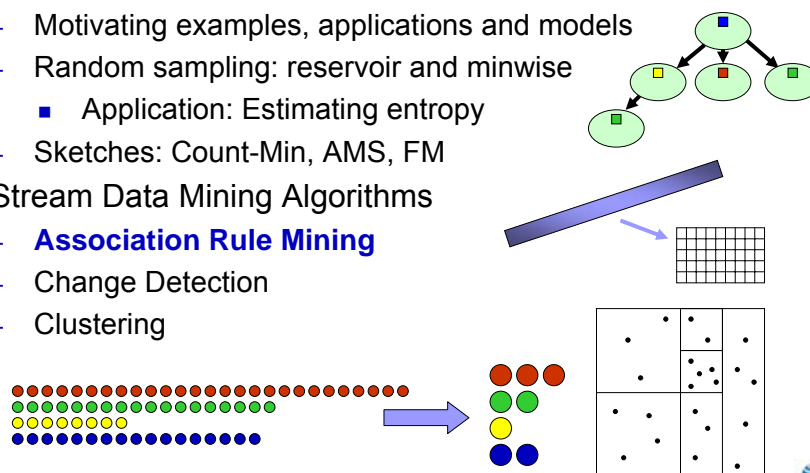 - Motivating examples, applications and models
- Random sampling: reservoir and minwise
■ Application: Estimating entropy
- Sketches: Count-Min, AMS, FM
Stream Data Mining Algorithms
- Association Rule Mining
- Change Detection
- Clustering